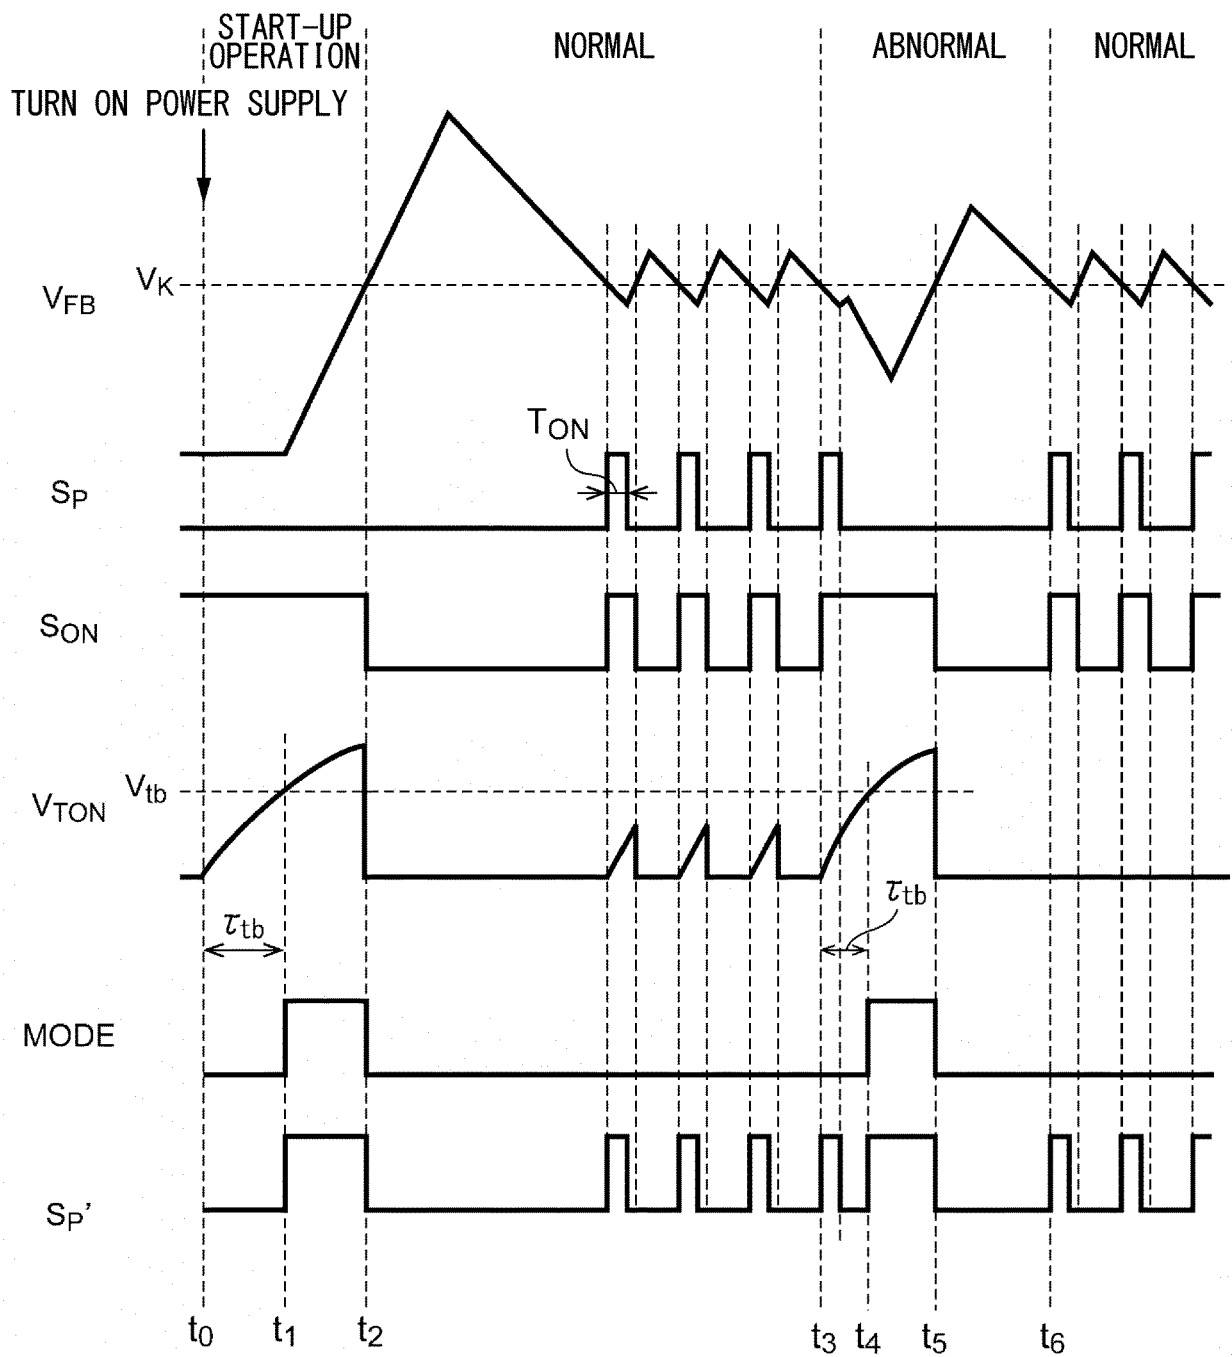 START-UP
OPERATION
NORMAL
ABNORMAL
NORMAL
TURN ON POWER SUPPLY
V_K
V_FB
T_ON
S_P
S_ON
V_tb
V_TON
τ_tb
τ_tb
MODE
S_P'
t_0 t_1 t_2 t_3 t_4 t_5 t_6